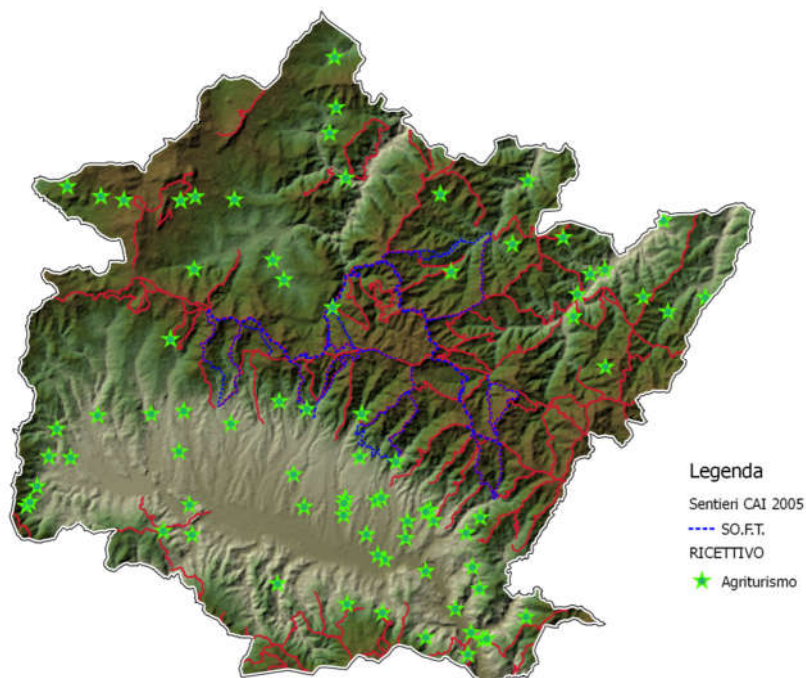 Legenda
Sentieri CAI 2005
SO.F.T.
RICETTIVO
Agriturismo